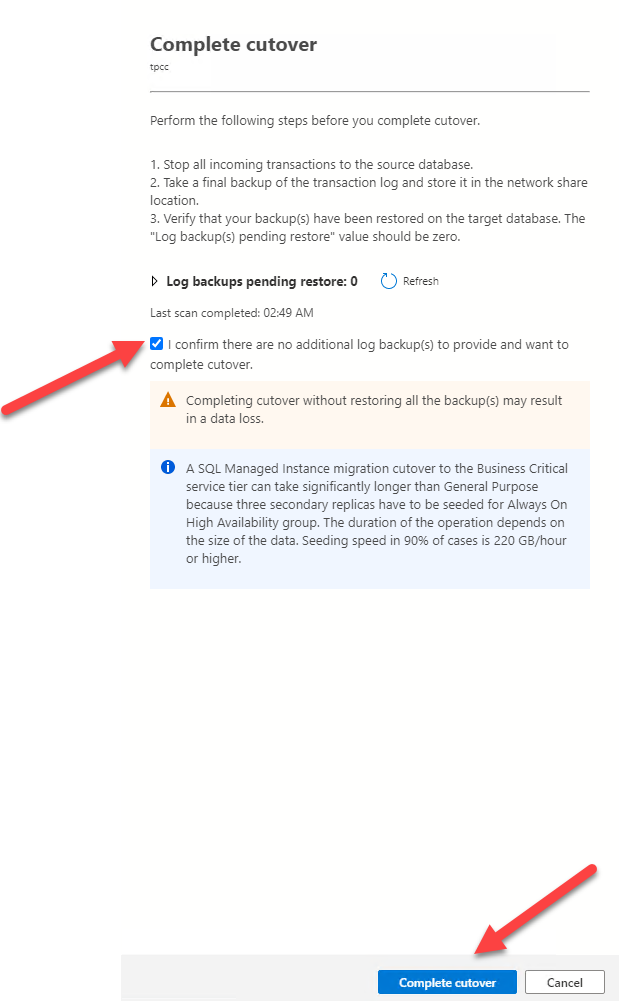 Complete cutover
tpcc
Perform the following steps before you complete cutover.
1. Stop all incoming transactions to the source database.
2. Take a final backup of the transaction log and store it in the network share
location.
3. Verify that your backup(s) have been restored on the target database. The
"Log backup(s) pending restore" value should be zero.
Log backups pending restore: 0 Refresh
Last scan completed: 02:49 AM
I confirm there are no additional log backup(s) to provide and want to
complete cutover.
Completing cutover without restoring all the backup(s) may result
in a data loss.
A SQL Managed Instance migration cutover to the Business Critical
service tier can take significantly longer than General Purpose
because three secondary replicas have to be seeded for Always On
High Availability group. The duration of the operation depends on
the size of the data. Seeding speed in 90% of cases is 220 GB/hour
or higher.
Complete cutover Cancel